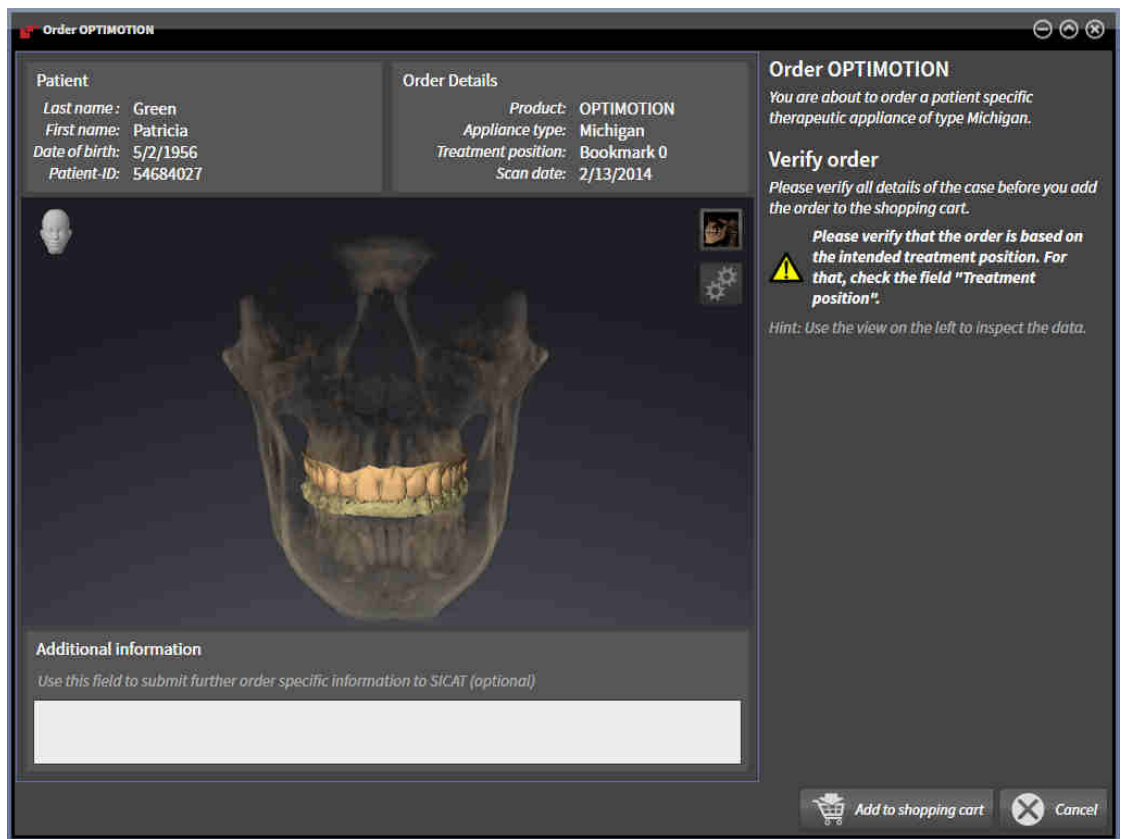 Order OPTIMOTION
Patient
Last name : Green
First name: Patricia
Date of birth: 5/2/1956
Patient-ID: 54684027
Order Details
Product: OPTIMOTION
Appliance type: Michigan
Treatment position: Bookmark 0
Scan date: 2/13/2014
Additional information
Use this field to submit further order specific information to SICAT (optional)
Order OPTIMOTION
You are about to order a patient specific
therapeutic appliance of type Michigan.
Verify order
Please verify all details of the case before you add
the order to the shopping cart.
Please verify that the order is based on
the intended treatment position. For
that, check the field "Treatment
position".
Hint: Use the view on the left to inspect the data.
Add to shopping cart
Cancel